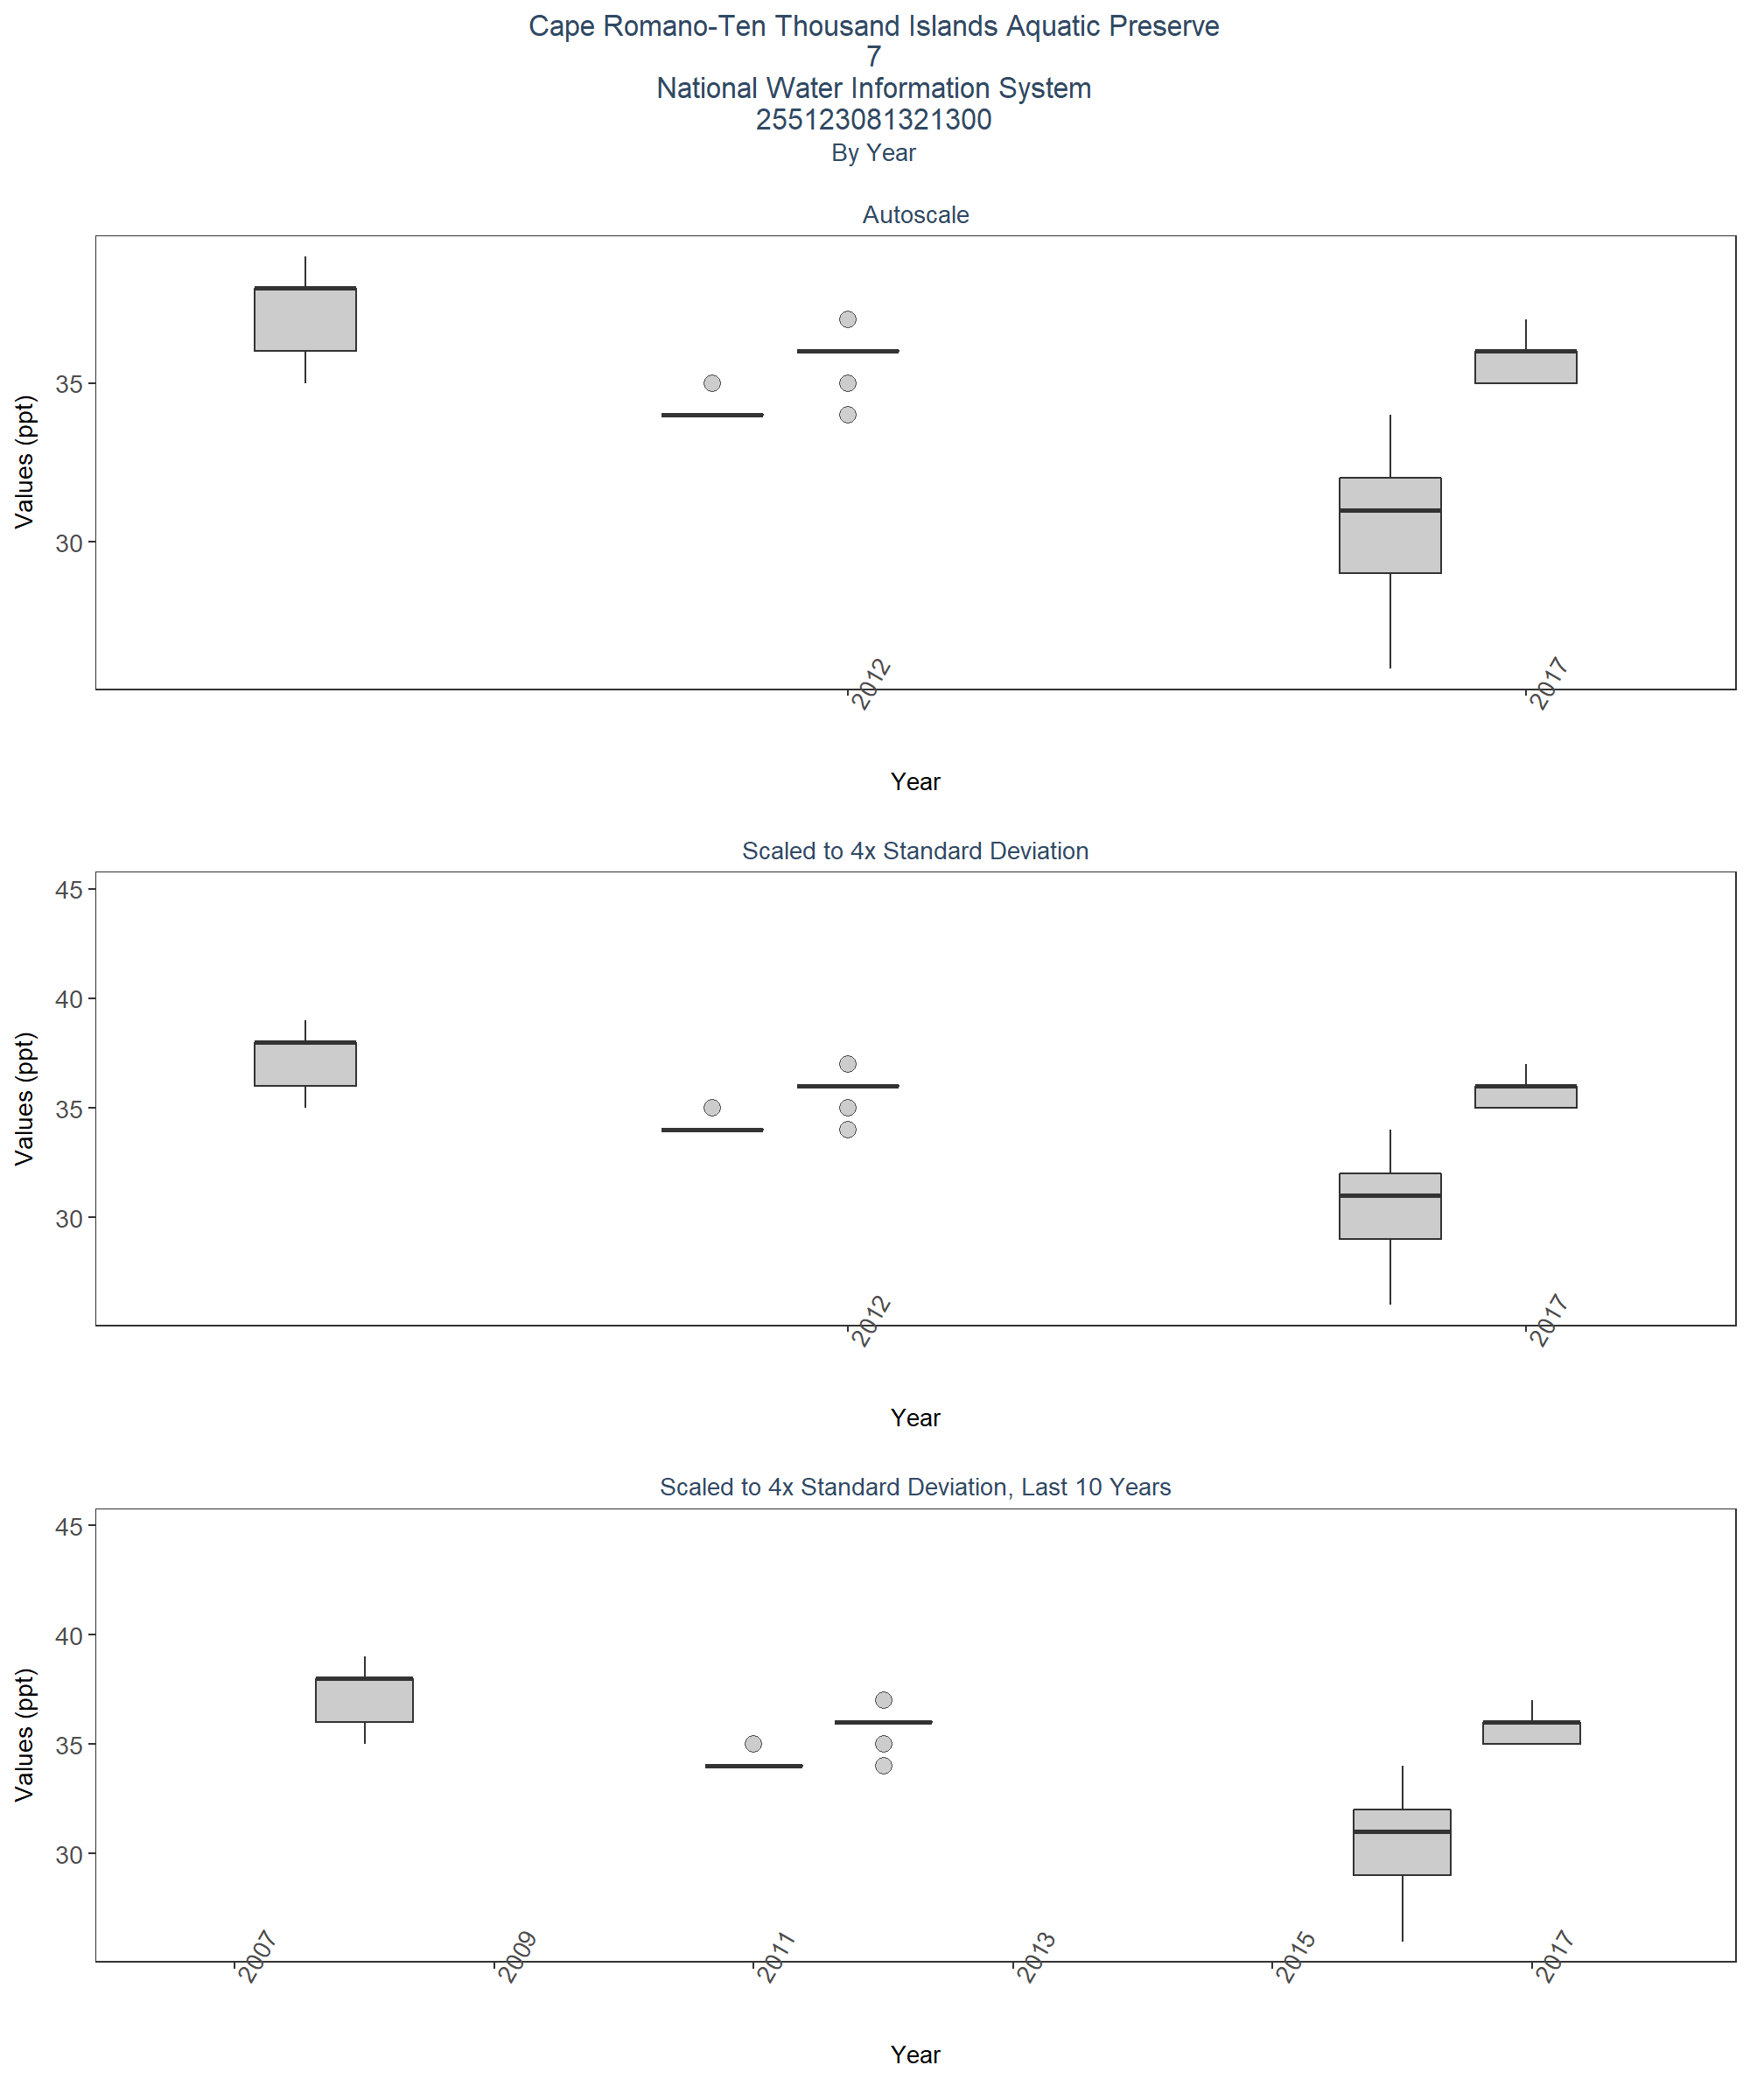 Cape Romano-Ten Thousand Islands Aquatic Preserve
7
National Water Information System
255123081321300
By Year
Autoscale
Values (ppt)
35
30
2012
2017
Year
Scaled to 4x Standard Deviation
Values (ppt)
45
40
35
30
2012
2017
Year
Scaled to 4x Standard Deviation, Last 10 Years
Values (ppt)
45
40
35
30
2007
2009
2011
2013
2015
2017
Year